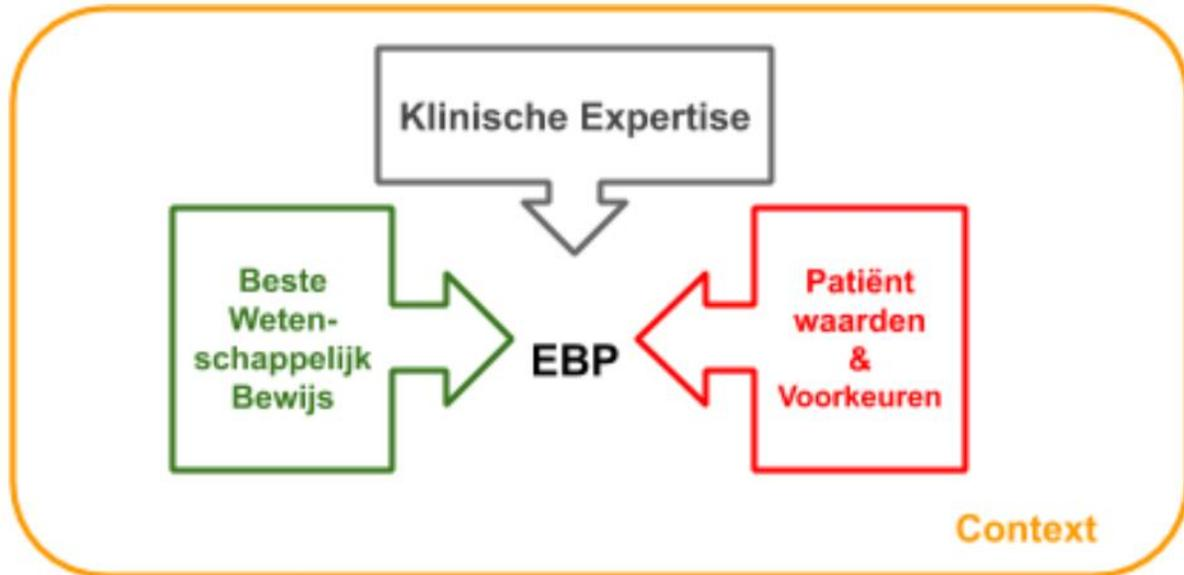 Klinische Expertise
Beste
Weten-
schappelijk
Bewijs
EBP
Patiënt
waarden
&
Voorkeuren
Context